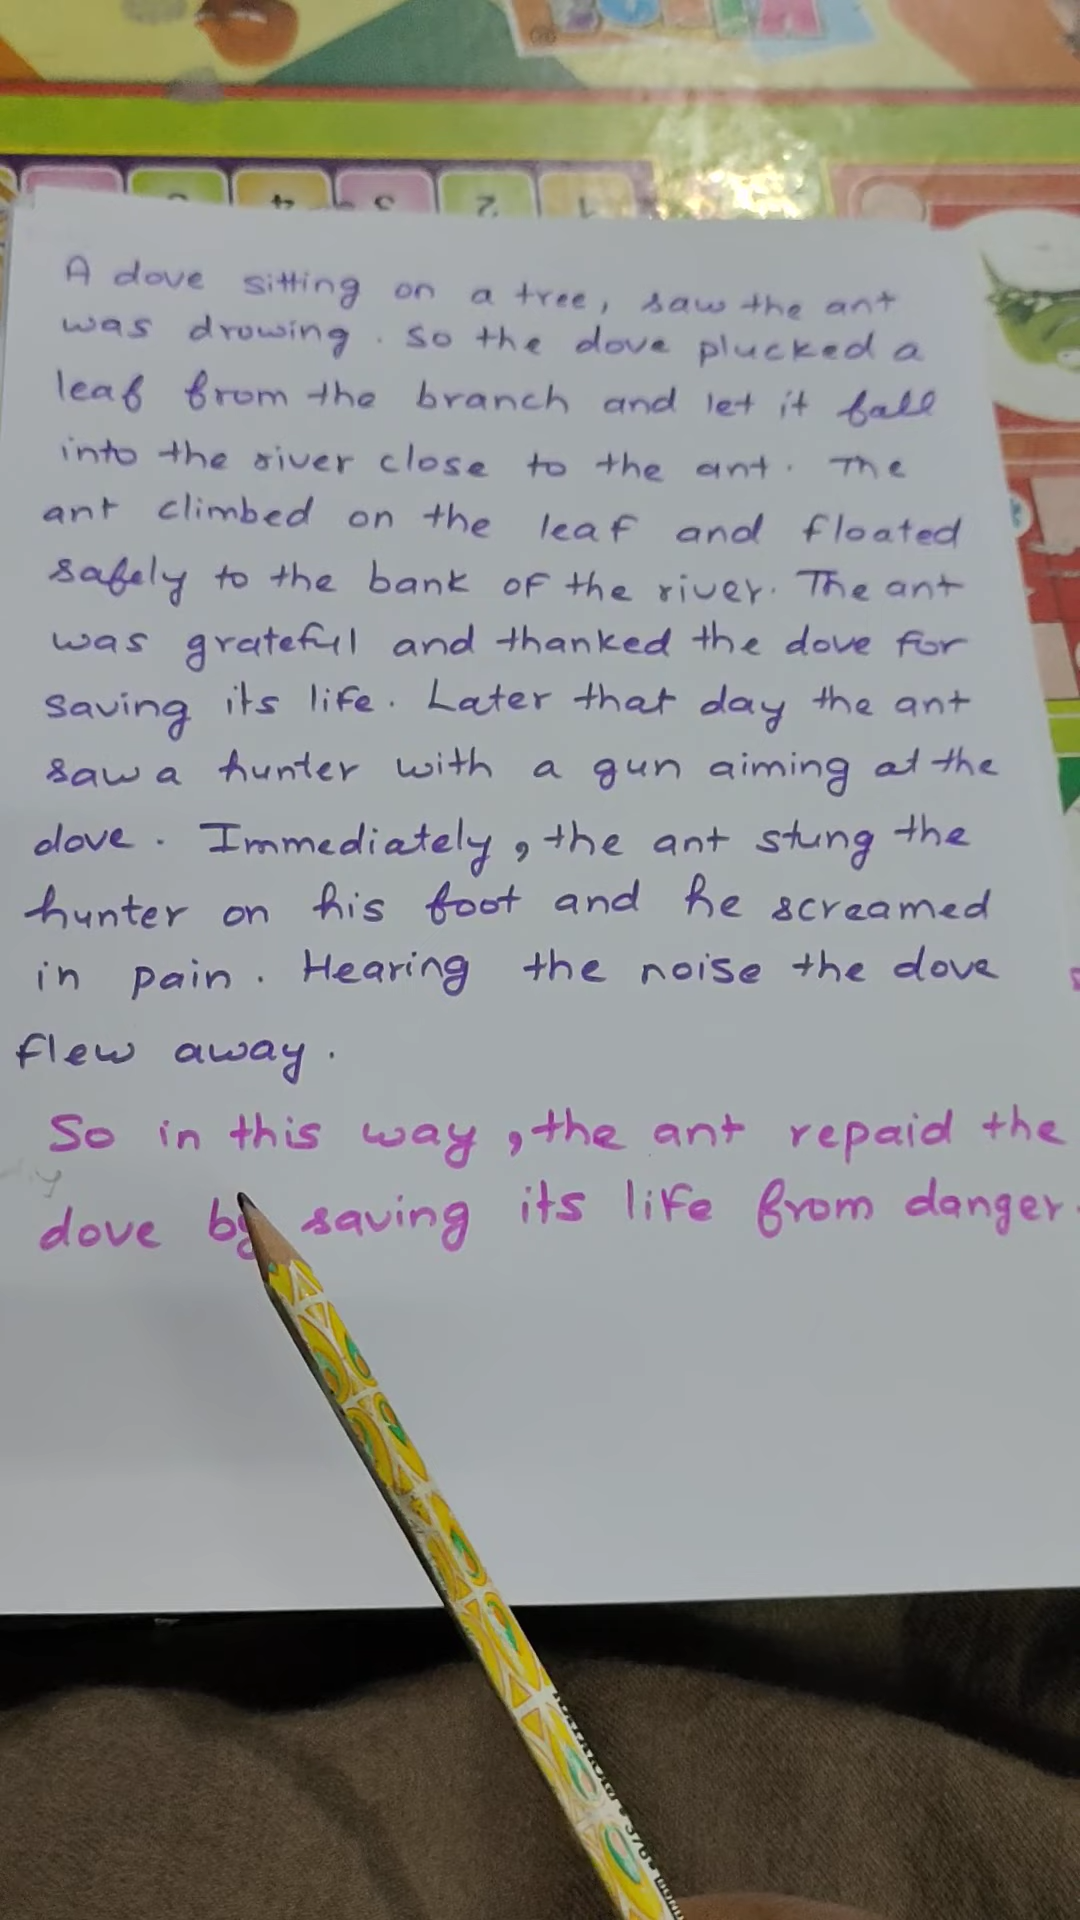 A dove sitting on a tree, saw the ant
was drowing. So the dove plucked a
leaf from the branch and let it fall
into the river close to the ant. The
ant climbed on the leaf and floated
safely to the bank of the river. The ant
was grateful and thanked the dove for
saving its life. Later that day the ant
saw a hunter with a gun aiming at the
dove. Immediately, the ant stung the
hunter on his foot and he screamed
in pain. Hearing the noise the dove
flew away.
So in this way, the ant repaid the
dove by saving its life from danger.